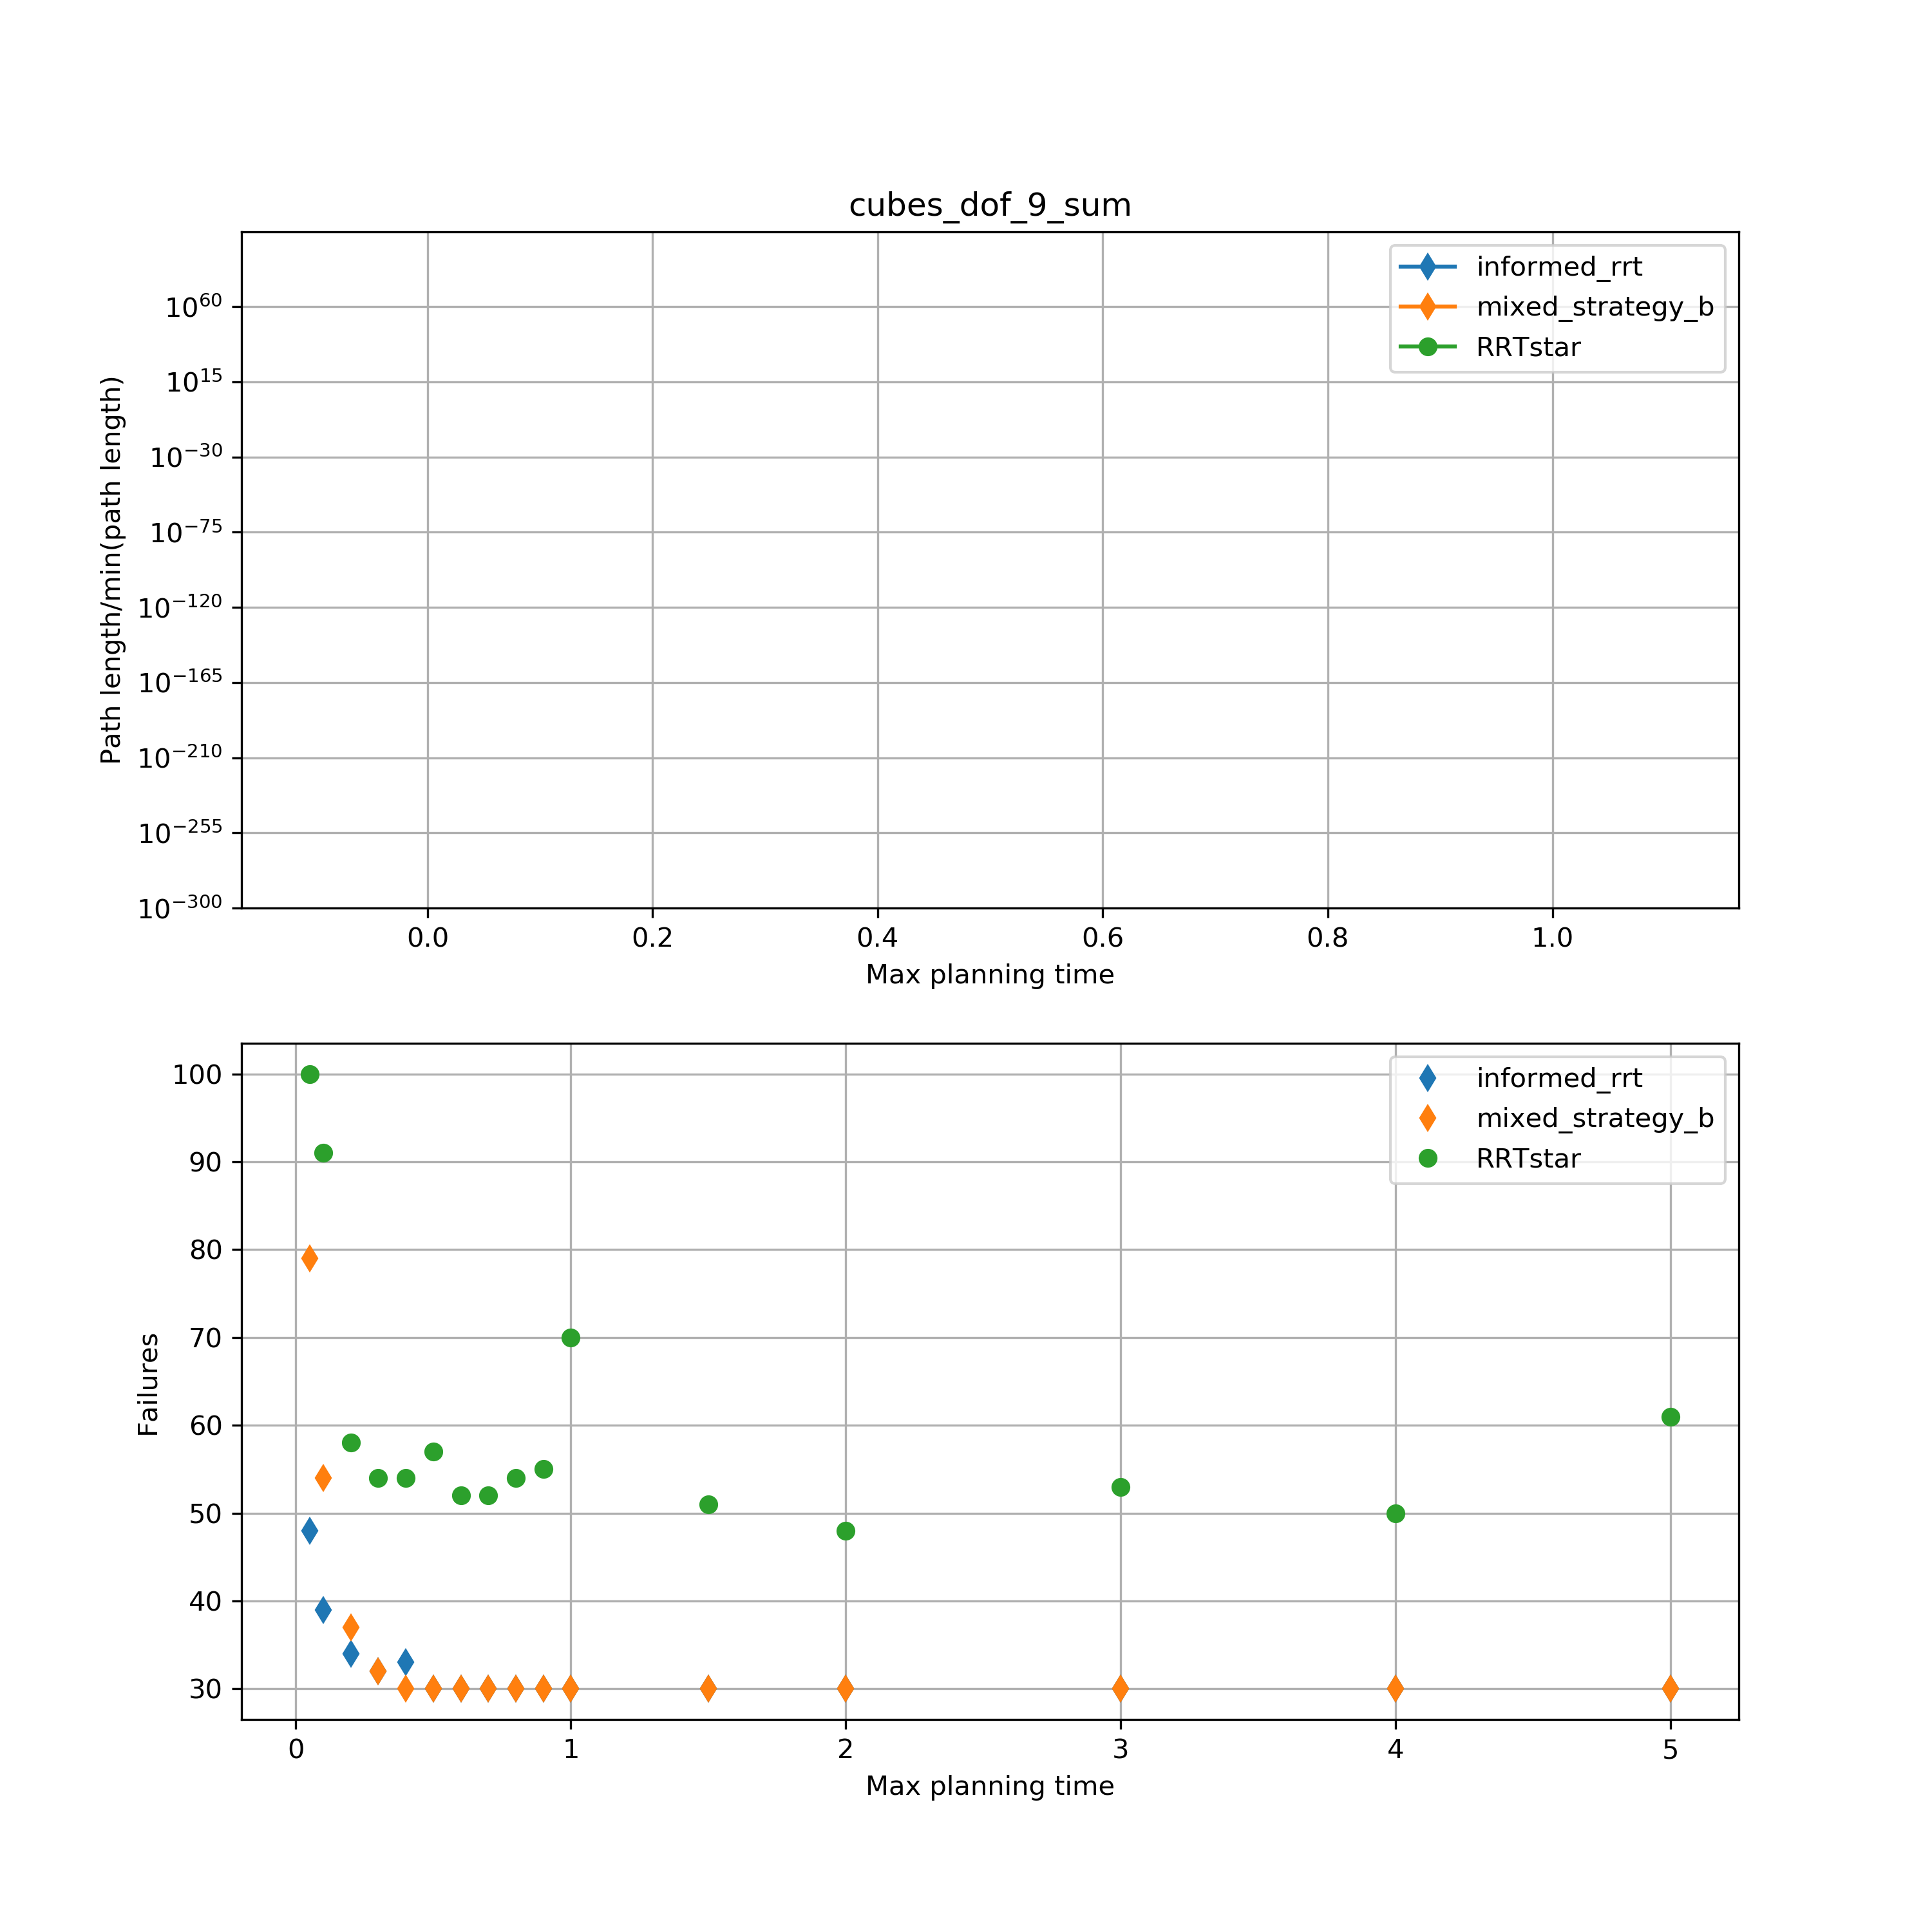 cubes_dof_9_sum
informed_rrt
mixed_strategy_b
RRTstar
Path length/min(path length)
10^60
10^15
10^−30
10^−75
10^−120
10^−165
10^−210
10^−255
10^−300
0.0 0.2 0.4 0.6 0.8 1.0
Max planning time
informed_rrt
mixed_strategy_b
RRTstar
Failures
100
90
80
70
60
50
40
30
0 1 2 3 4 5
Max planning time